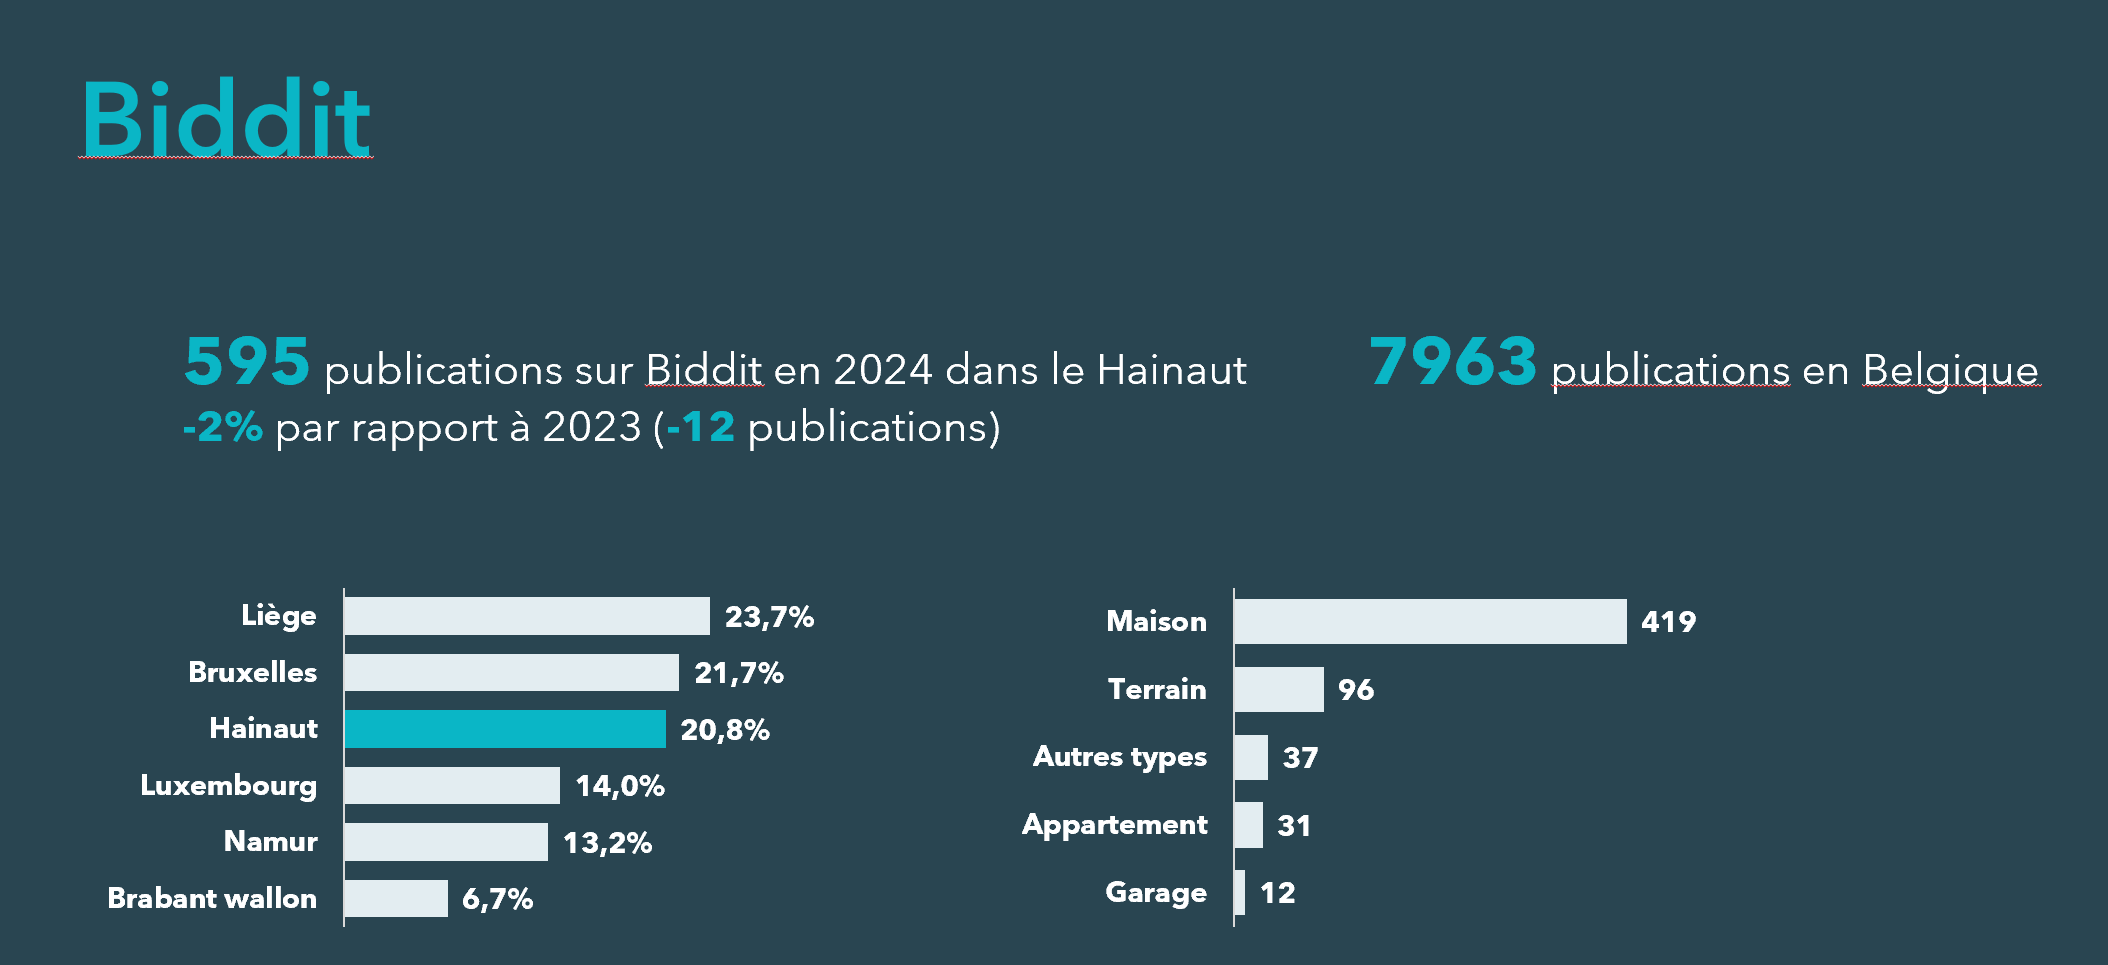 Biddit
595 publications sur Biddit en 2024 dans le Hainaut
-2% par rapport à 2023 (-12 publications)
7963 publications en Belgique
Liège 23,7%
Bruxelles 21,7%
Hainaut 20,8%
Luxembourg 14,0%
Namur 13,2%
Brabant wallon 6,7%
Maison 419
Terrain 96
Autres types 37
Appartement 31
Garage 12